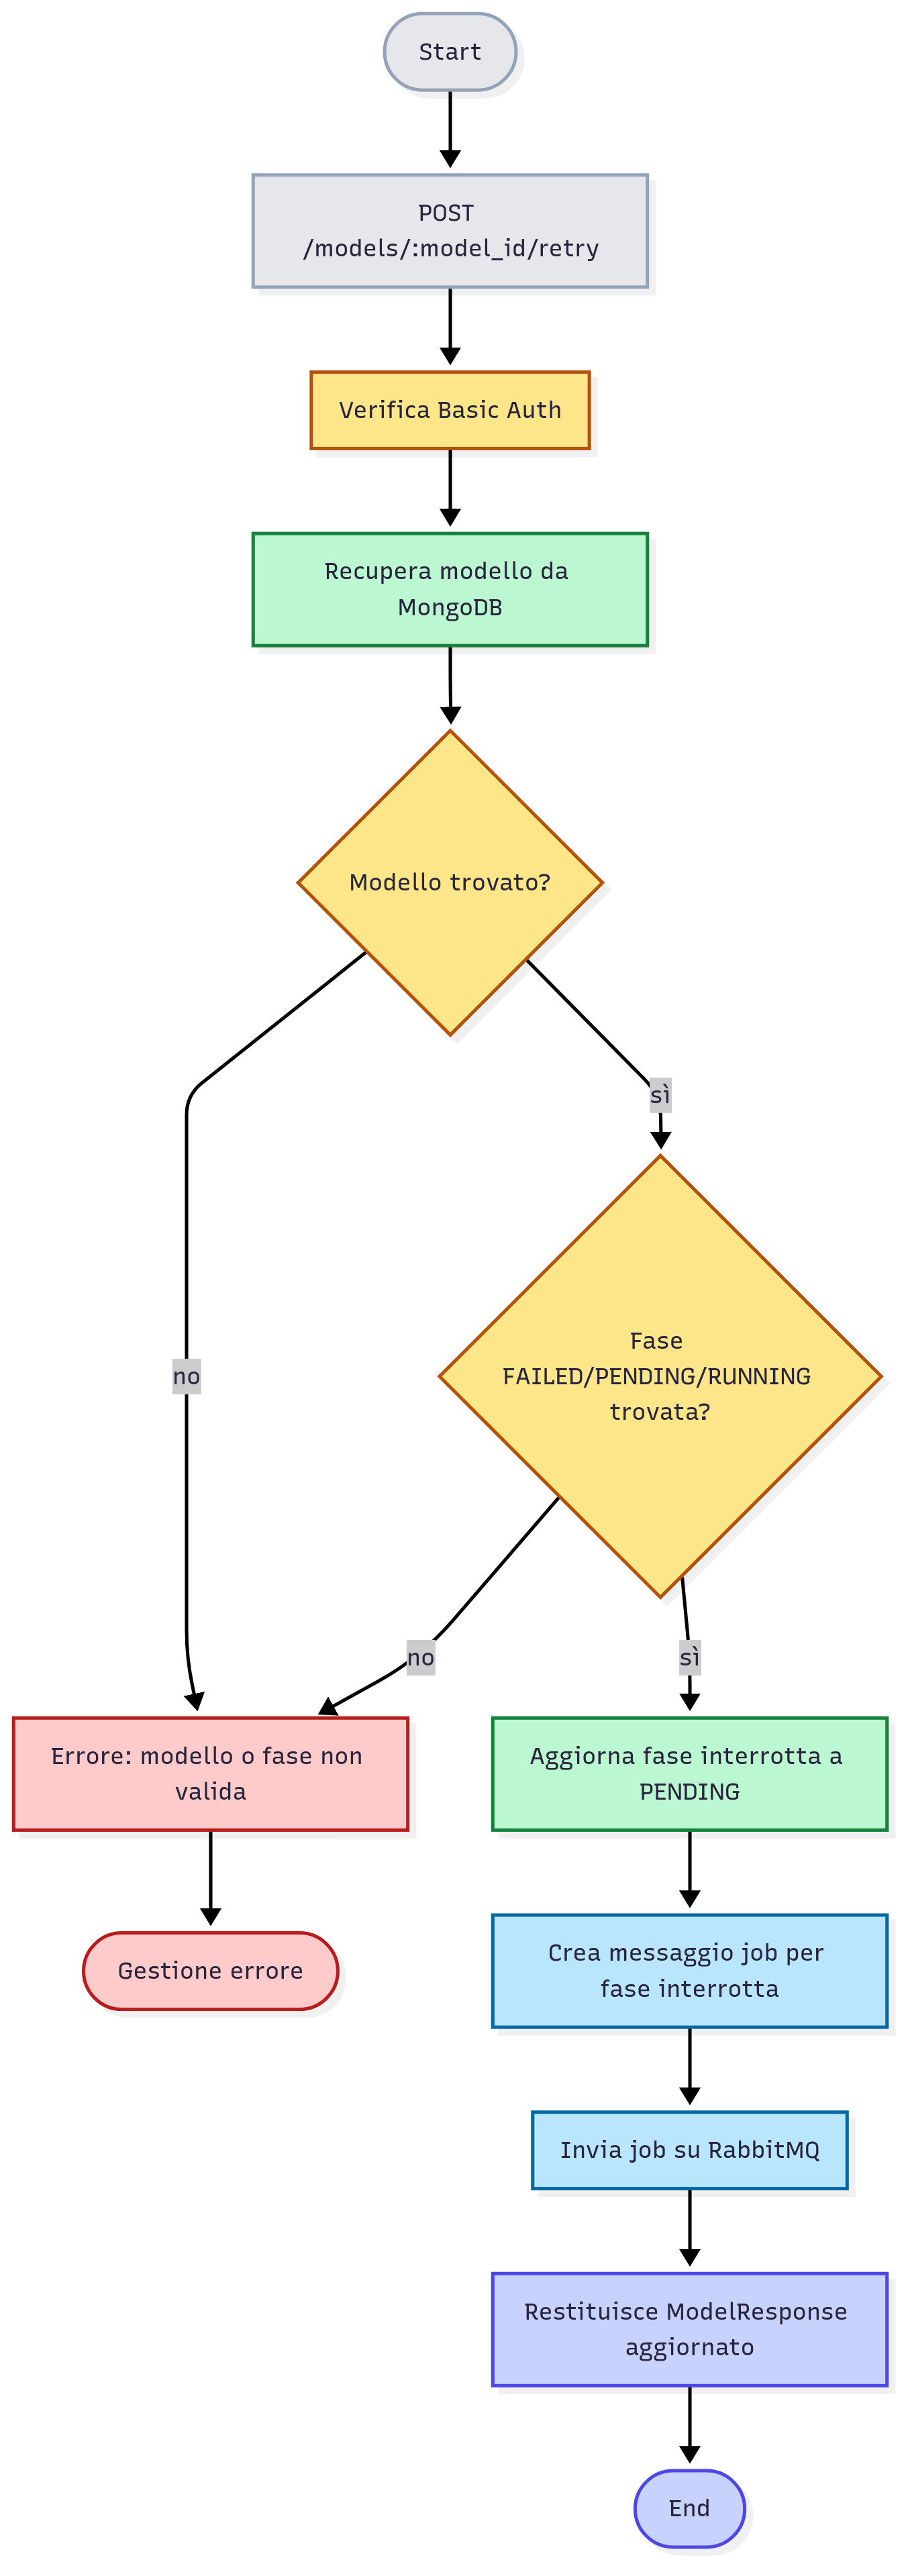 Start
POST
/models/:model_id/retry
Verifica Basic Auth
Recupera modello da
MongoDB
Modello trovato?
sì
Fase
FAILED/PENDING/RUNNING
trovata?
no
no
sì
Errore: modello o fase non
valida
Aggiorna fase interrotta a
PENDING
Gestione errore
Crea messaggio job per
fase interrotta
Invia job su RabbitMQ
Restituisce ModelResponse
aggiornato
End